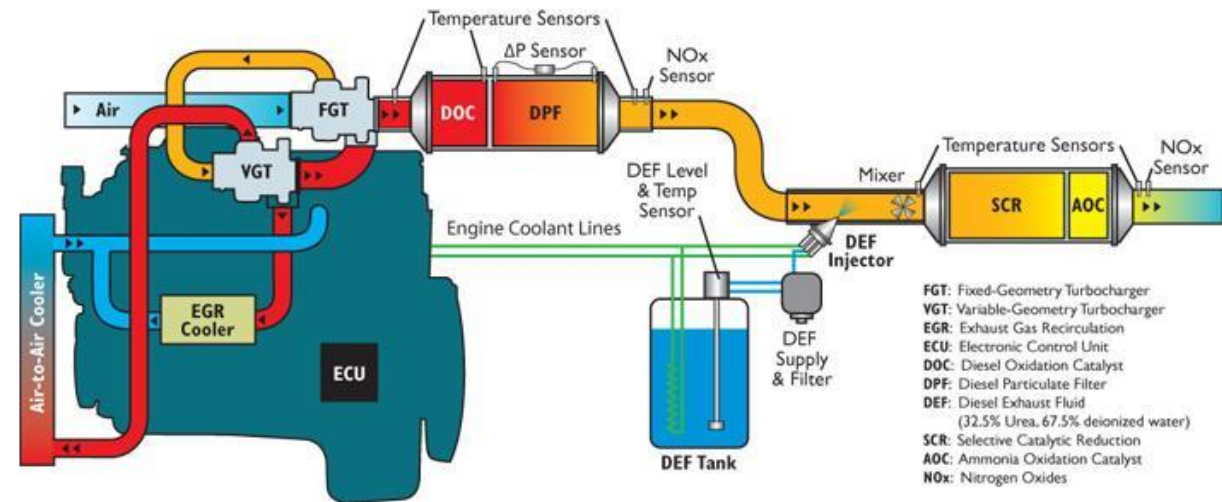 Temperature Sensors
ΔP Sensor
NOx
Sensor
Air
FGT
DOC
DPF
VGT
Temperature Sensors
NOx
Sensor
Mixer
DEF Level
& Temp
Sensor
SCR
AOC
Engine Coolant Lines
DEF
Injector
EGR
Cooler
Air-to-Air Cooler
ECU
DEF
Supply
& Filter
DEF Tank
FGT: Fixed-Geometry Turbocharger
VGT: Variable-Geometry Turbocharger
EGR: Exhaust Gas Recirculation
ECU: Electronic Control Unit
DOC: Diesel Oxidation Catalyst
DPF: Diesel Particulate Filter
DEF: Diesel Exhaust Fluid
(32.5% Urea, 67.5% deionized water)
SCR: Selective Catalytic Reduction
AOC: Ammonia Oxidation Catalyst
NOx: Nitrogen Oxides